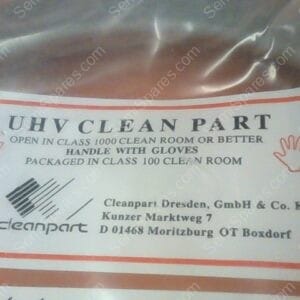 UHV CLEAN PART
OPEN IN CLASS 1000 CLEAN ROOM OR BETTER
HANDLE WITH GLOVES
PACKAGED IN CLASS 100 CLEAN ROOM
cleanpart
Cleanpart Dresden, GmbH & Co. K
Kunzer Marktweg 7
D 01468 Moritzburg OT Boxdorf